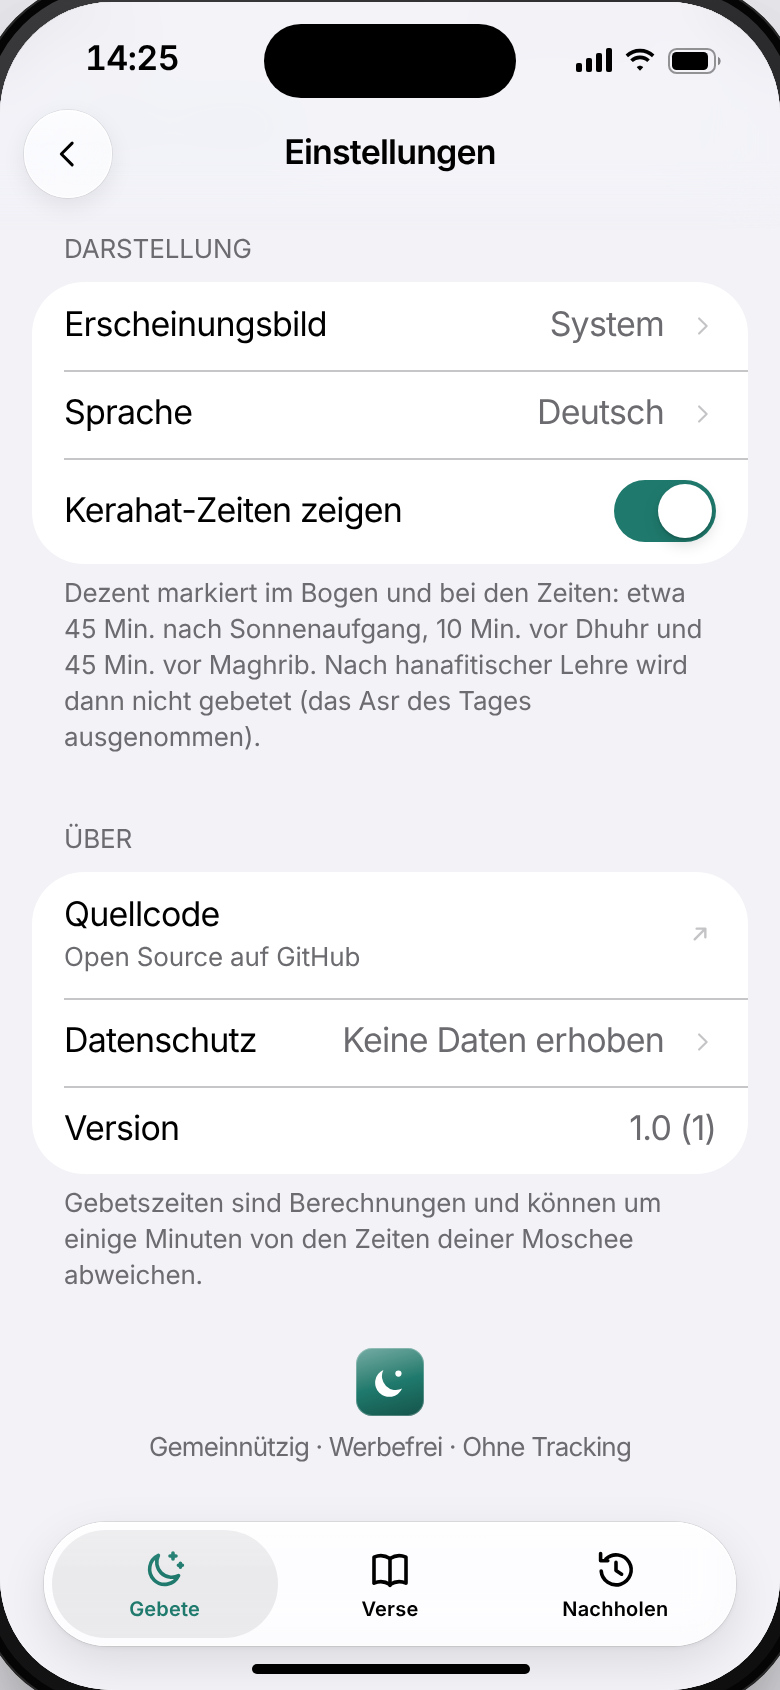 14:25
Einstellungen
DARSTELLUNG
Erscheinungsbild System
Sprache Deutsch
Kerahat-Zeiten zeigen
Dezent markiert im Bogen und bei den Zeiten: etwa
45 Min. nach Sonnenaufgang, 10 Min. vor Dhuhr und
45 Min. vor Maghrib. Nach hanafitischer Lehre wird
dann nicht gebetet (das Asr des Tages
ausgenommen).
ÜBER
Quellcode
Open Source auf GitHub
Datenschutz Keine Daten erhoben
Version 1.0 (1)
Gebetszeiten sind Berechnungen und können um
einige Minuten von den Zeiten deiner Moschee
abweichen.
Gemeinnützig · Werbefrei · Ohne Tracking
Gebete Verse Nachholen